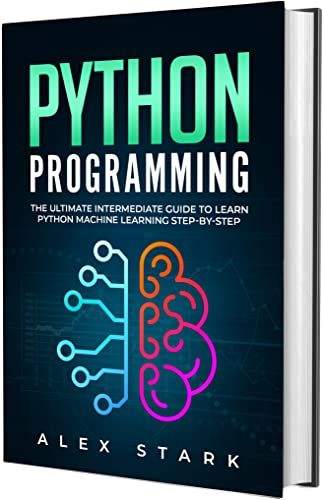 PYTHON
PROGRAMMING
THE ULTIMATE INTERMEDIATE GUIDE TO LEARN
PYTHON MACHINE LEARNING STEP-BY-STEP
ALEX STARK